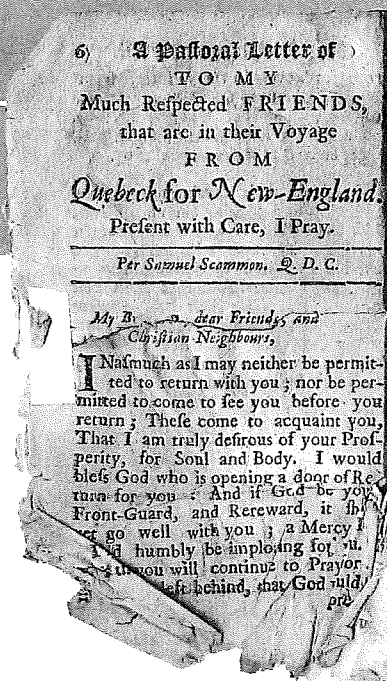 6) A Pastoral Letter of
TO MY
Much Reſpected FRIENDS,
that are in their Voyage
FROM
Quebeck for New-England.
Preſent with Care, I Pray.
Per Samuel Scammon. Q. D. C.
My dear Friends, and
Chriſtian Neighbours,
INaſmuch as I may neither be permit-
ted to return with you ; nor be per-
mitted to come to ſee you before you
return ; Theſe come to acquaint you,
That I am truly deſirous of your Proſ-
perity, for Soul and Body. I would
bleſs God who is opening a door of Re
turn for you : And if God be your
Front-Guard, and Rereward, it
go well with you ; a Mercy I
humbly be imploring for
you will continue to Prayor
left behind, that God
pre